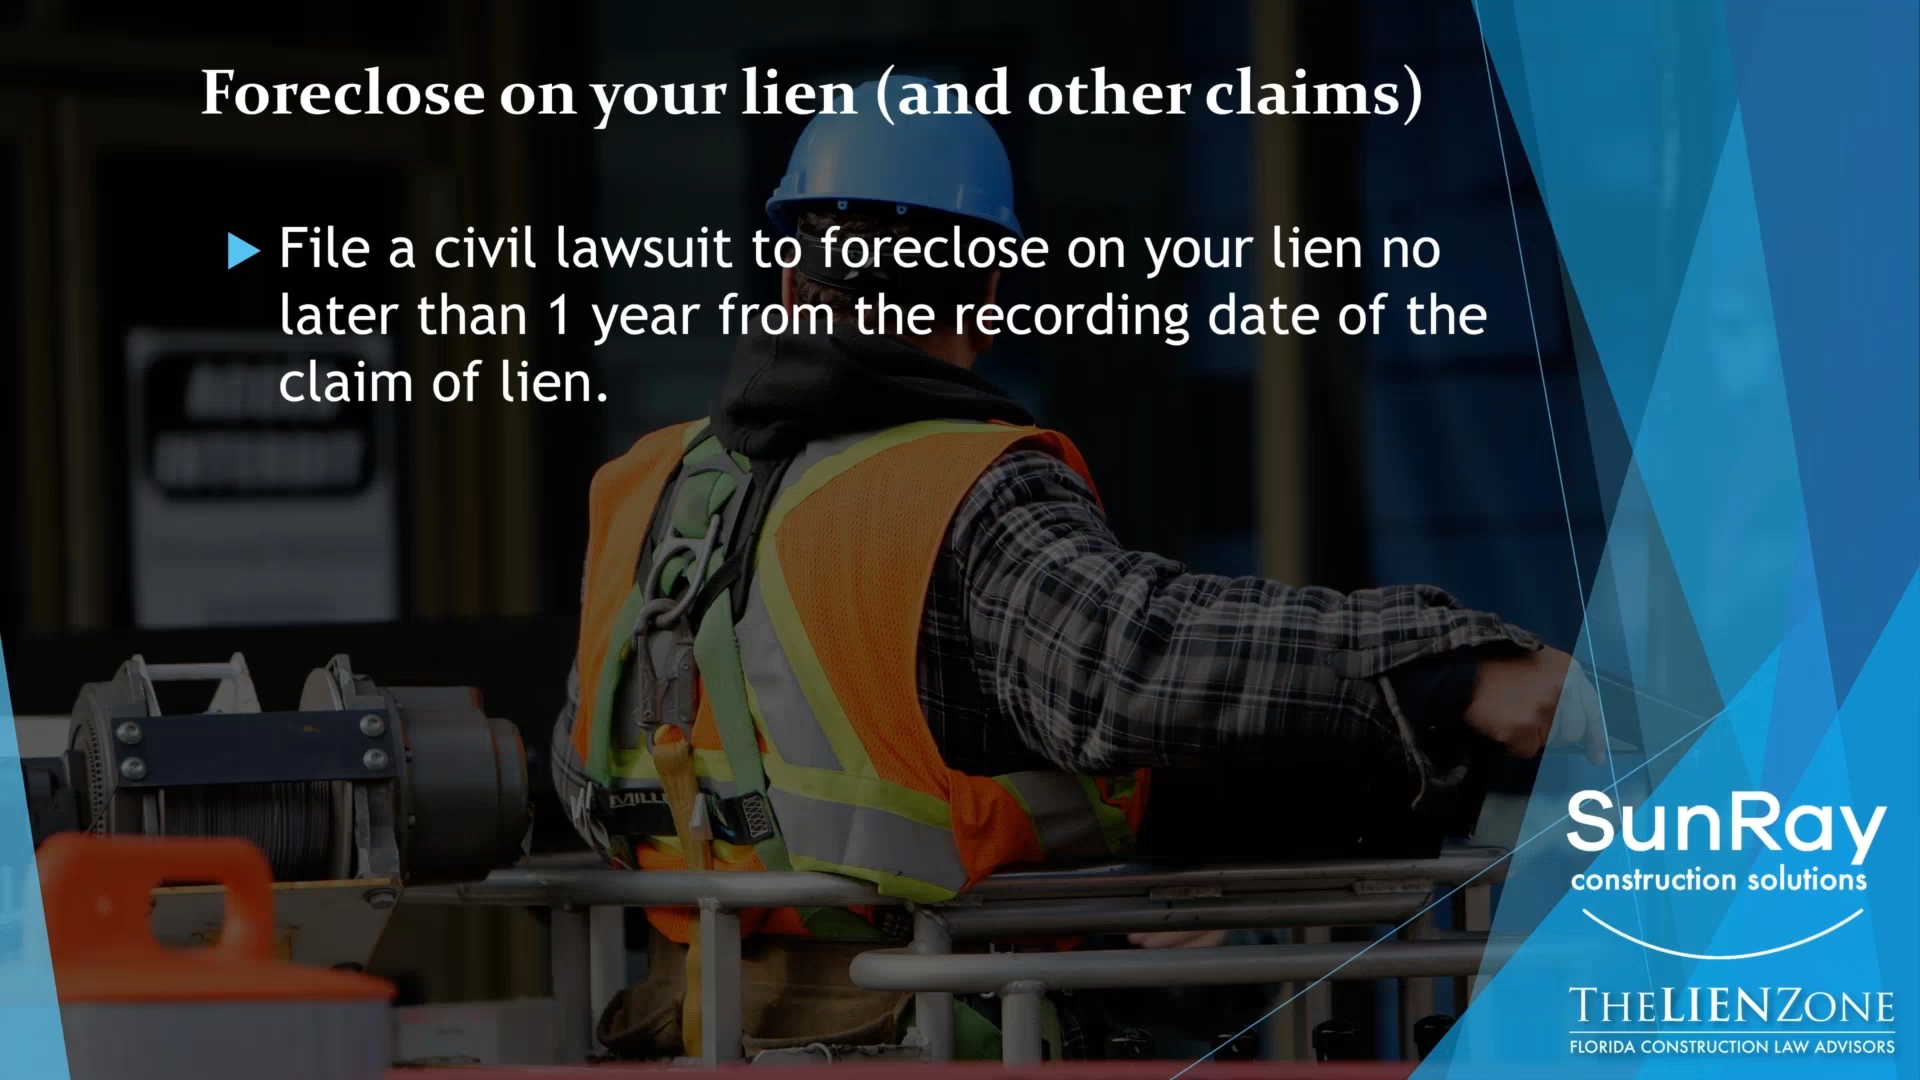 Foreclose on your lien (and other claims)
File a civil lawsuit to foreclose on your lien no
later than 1 year from the recording date of the
claim of lien.
SunRay
construction solutions
THELIENZONE
FLORIDA CONSTRUCTION LAW ADVISORS